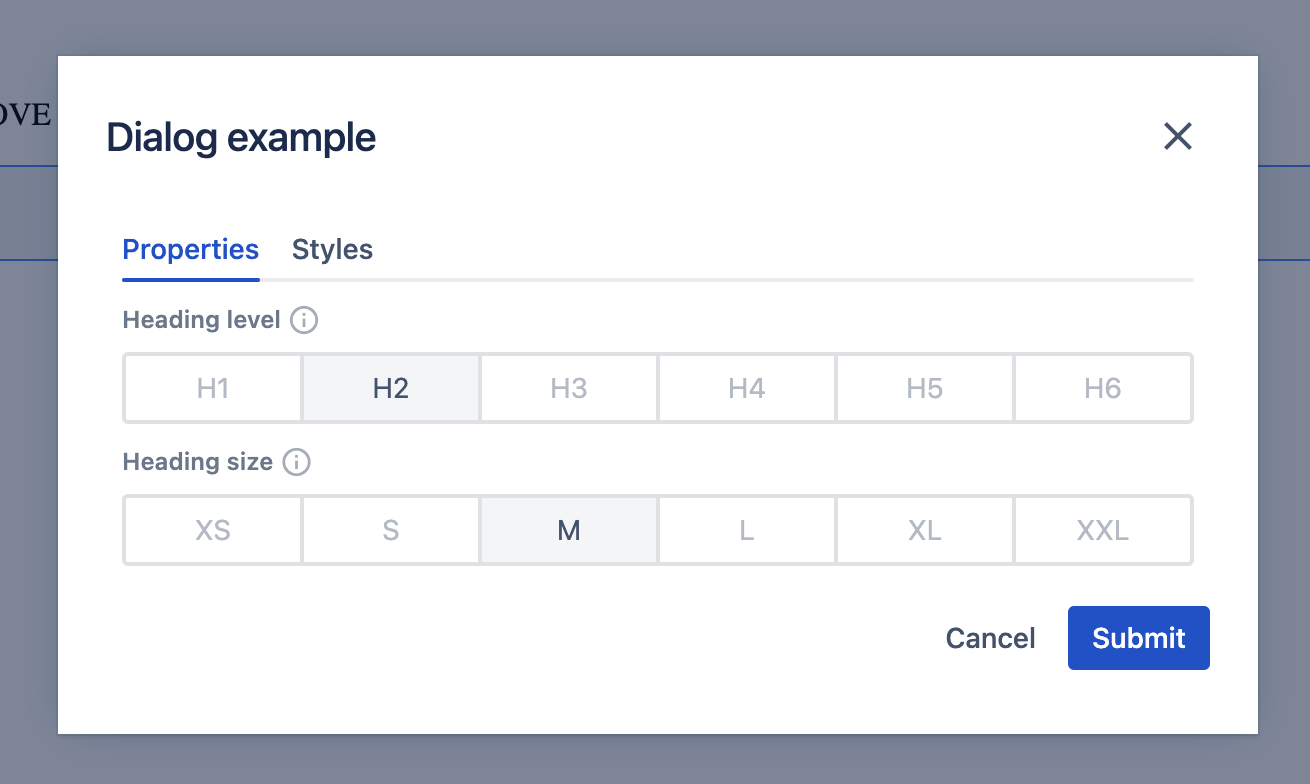 Dialog example
Properties Styles
Heading level
H1 H2 H3 H4 H5 H6
Heading size
XS S M L XL XXL
Cancel Submit